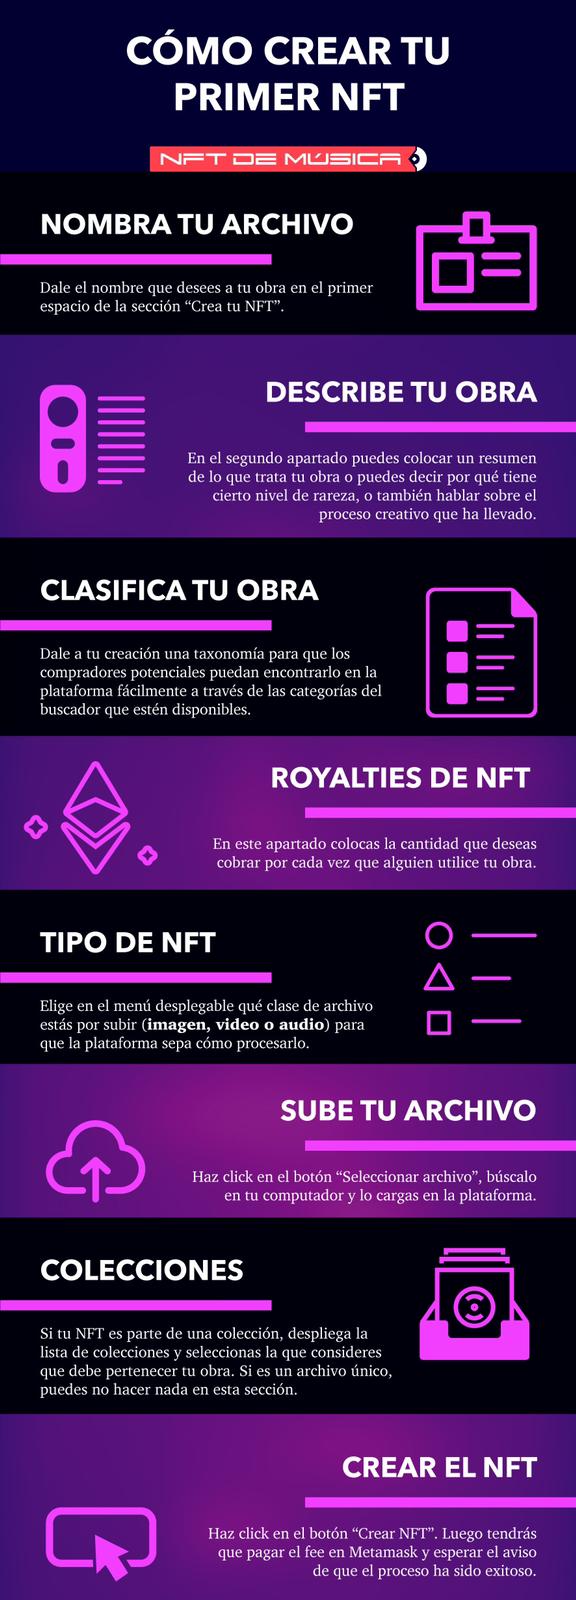 CÓMO CREAR TU
PRIMER NFT
NFT DE MÚSICA
NOMBRA TU ARCHIVO
Dale el nombre que desees a tu obra en el primer
espacio de la sección “Crea tu NFT”.
DESCRIBE TU OBRA
En el segundo apartado puedes colocar un resumen
de lo que trata tu obra o puedes decir por qué tiene
cierto nivel de rareza, o también hablar sobre el
proceso creativo que ha llevado.
CLASIFICA TU OBRA
Dale a tu creación una taxonomía para que los
compradores potenciales puedan encontrarlo en la
plataforma fácilmente a través de las categorías del
buscador que estén disponibles.
ROYALTIES DE NFT
En este apartado colocas la cantidad que deseas
cobrar por cada vez que alguien utilice tu obra.
TIPO DE NFT
Elige en el menú desplegable qué clase de archivo
estás por subir (imagen, video o audio) para
que la plataforma sepa cómo procesarlo.
SUBE TU ARCHIVO
Haz click en el botón “Seleccionar archivo”, búscalo
en tu computador y lo cargas en la plataforma.
COLECCIONES
Si tu NFT es parte de una colección, despliega la
lista de colecciones y seleccionas la que consideres
que debe pertenecer tu obra. Si es un archivo único,
puedes no hacer nada en esta sección.
CREAR EL NFT
Haz click en el botón “Crear NFT”. Luego tendrás
que pagar el fee en Metamask y esperar el aviso
de que el proceso ha sido exitoso.